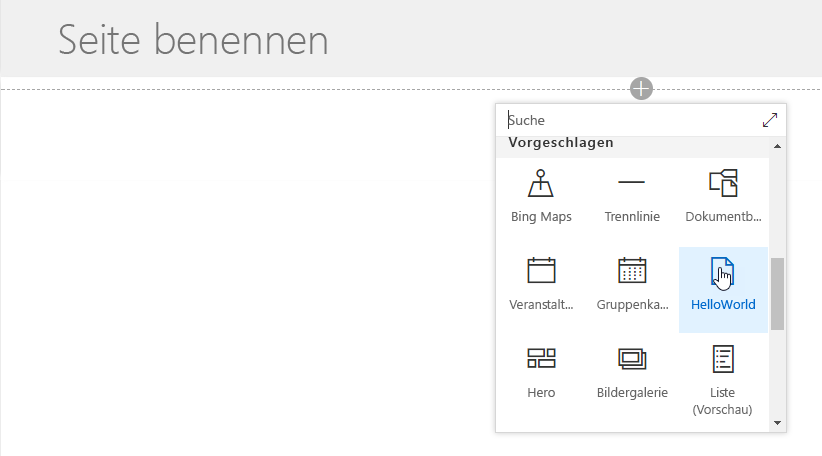 Seite benennen
Suche
Vorgeschlagen
Bing Maps
Trennlinie
Dokumentb...
Veranstalt...
Gruppenka...
HelloWorld
Hero
Bildergalerie
Liste
(Vorschau)